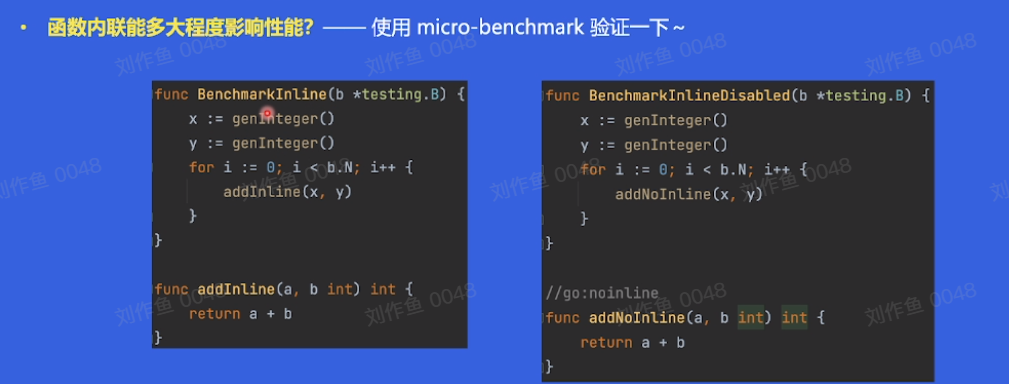 • 函数内联能多大程度影响性能？—— 使用 micro-benchmark 验证一下~
func BenchmarkInline(b *testing.B) {
x := genInteger()
y := genInteger()
for i := 0; i < b.N; i++ {
addInline(x, y)
}
}
func addInline(a, b int) int {
return a + b
}
func BenchmarkInlineDisabled(b *testing.B) {
x := genInteger()
y := genInteger()
for i := 0; i < b.N; i++ {
addNoInline(x, y)
}
}
//go:noinline
func addNoInline(a, b int) int {
return a + b
}
刘作鱼 0048
刘作鱼 0048
刘作鱼 0048
刘作鱼 0048
刘作鱼 0048
刘作鱼 0048
刘作鱼 0048
刘作鱼 0048
刘作鱼 0048
刘作鱼 0048
刘作鱼 0048